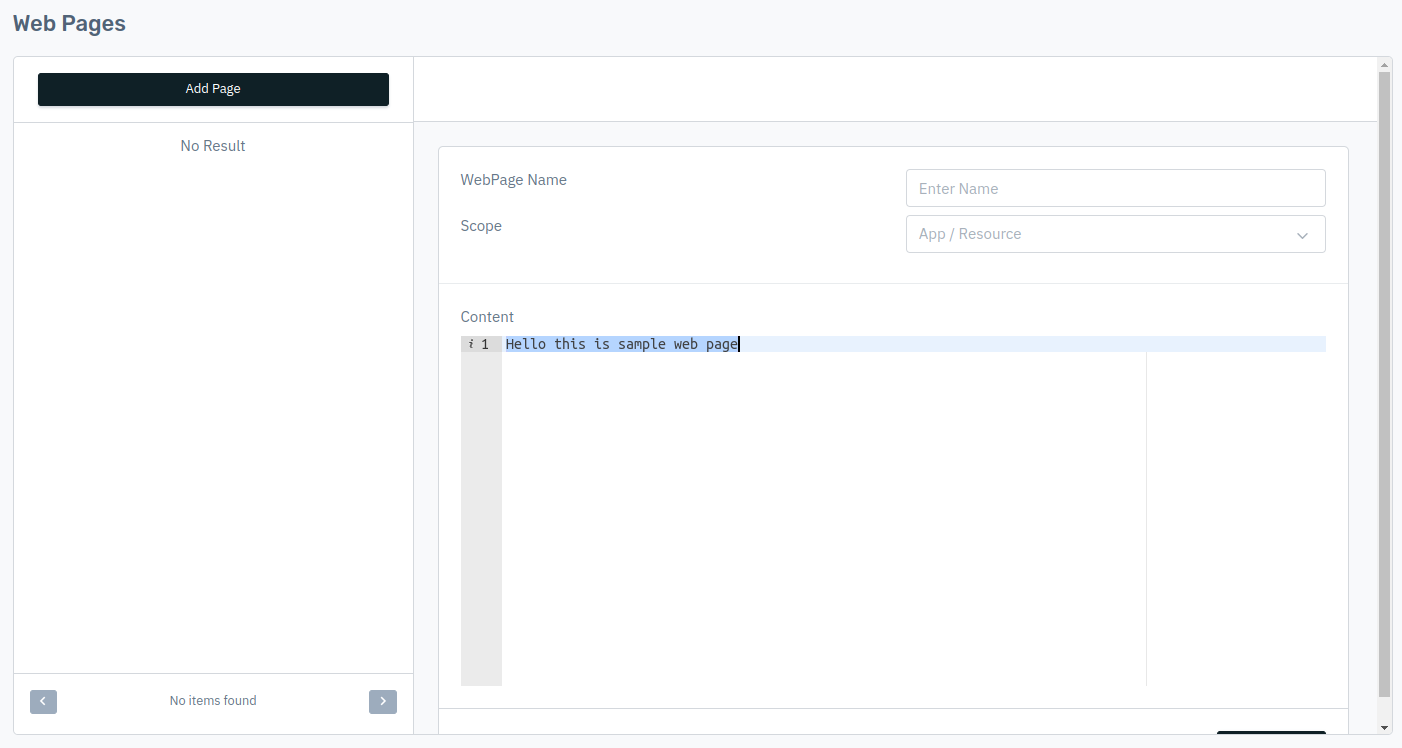 Web Pages
Add Page
No Result
WebPage Name
Enter Name
Scope
App / Resource
Content
i 1 Hello this is sample web page
No items found